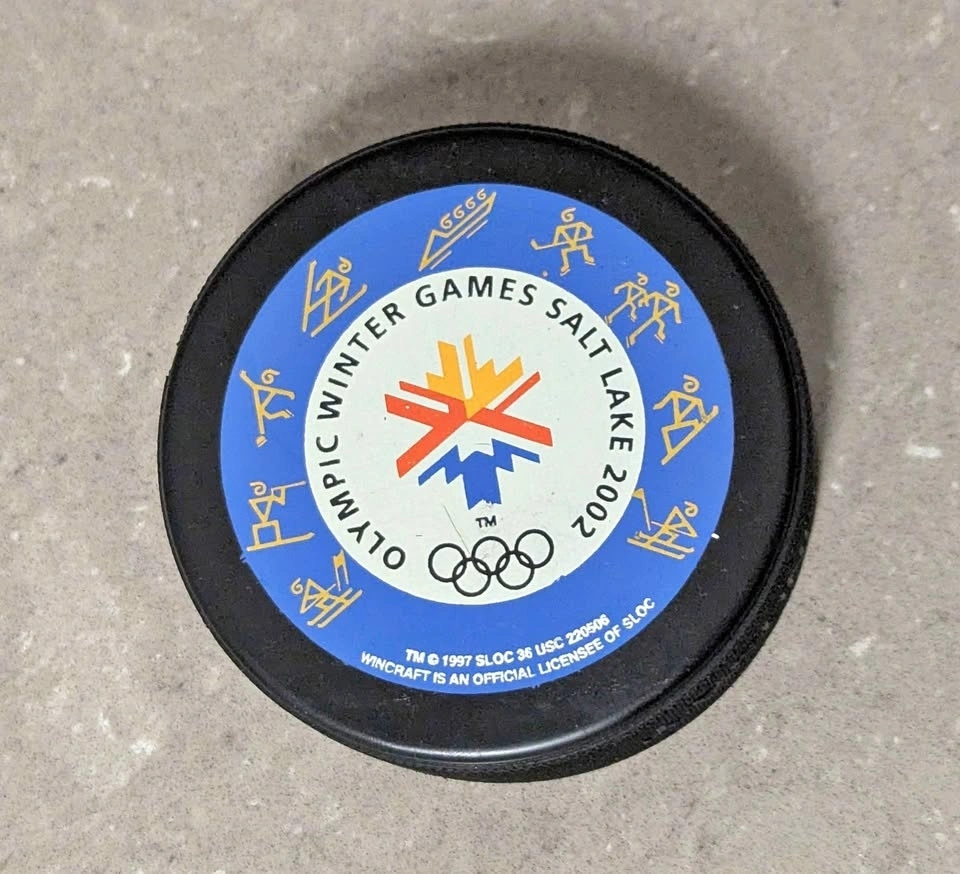 OLYMPIC WINTER GAMES SALT LAKE 2002
TM
TM © 1997 SLOC 36 USC 220506
WINCRAFT IS AN OFFICIAL LICENSEE OF SLOC